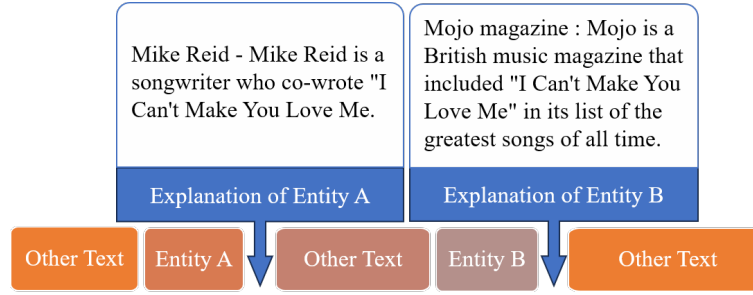 Mike Reid - Mike Reid is a
songwriter who co-wrote "I
Can't Make You Love Me.
Mojo magazine : Mojo is a
British music magazine that
included "I Can't Make You
Love Me" in its list of the
greatest songs of all time.
Explanation of Entity A
Explanation of Entity B
Other Text
Entity A
Other Text
Entity B
Other Text